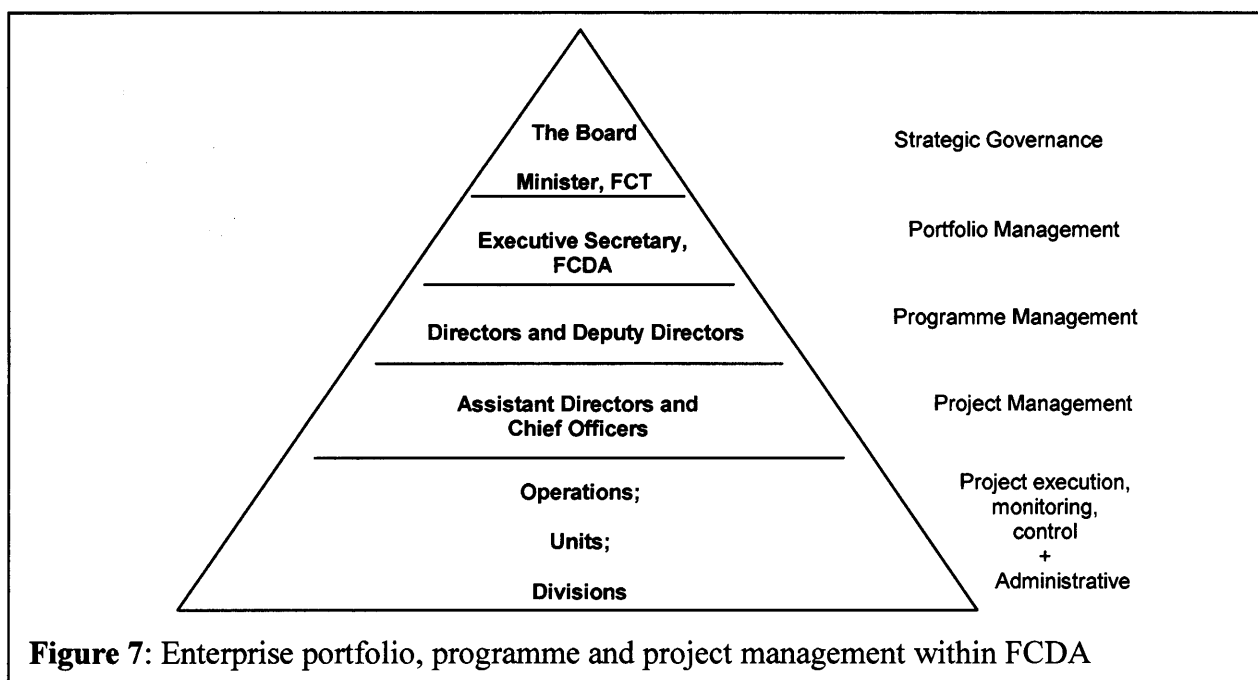 The Board
Strategic Governance
Minister, FCT
Executive Secretary,
FCDA
Portfolio Management
Directors and Deputy Directors
Programme Management
Assistant Directors and
Chief Officers
Project Management
Operations;
Units;
Divisions
Project execution,
monitoring,
control
+
Administrative
Figure 7: Enterprise portfolio, programme and project management within FCDA